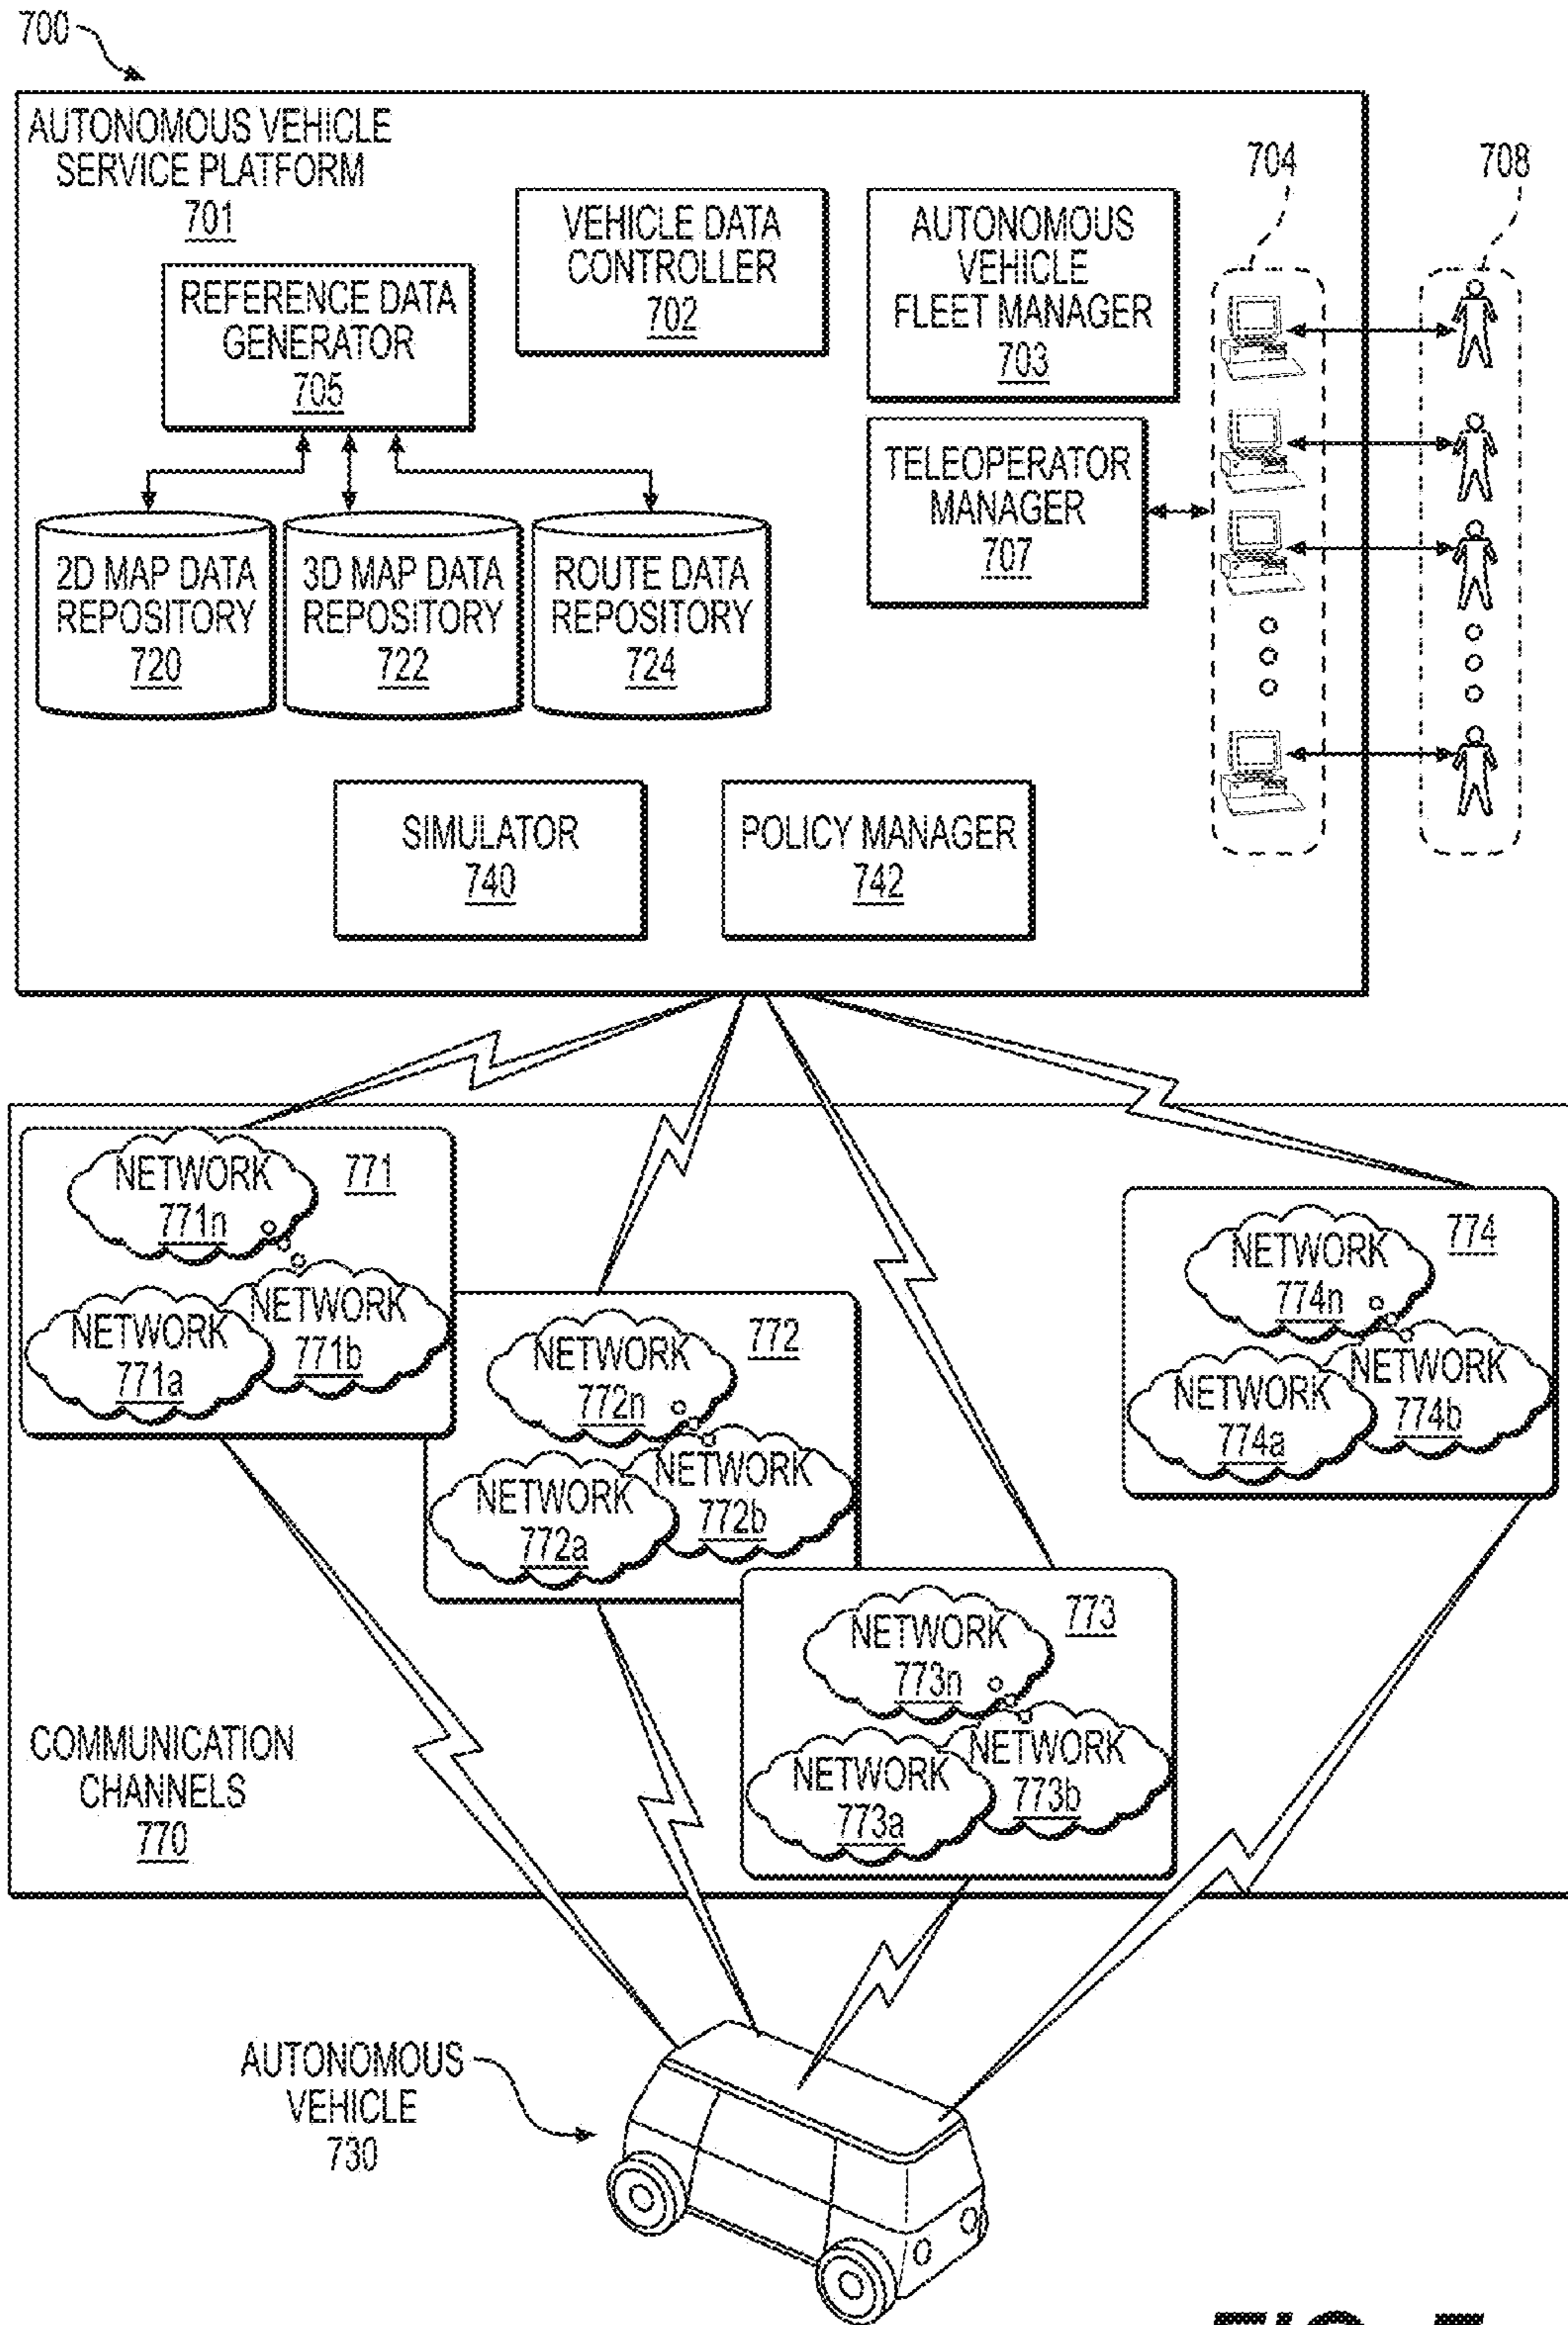 700
AUTONOMOUS VEHICLE
SERVICE PLATFORM
701
704
708
VEHICLE DATA
CONTROLLER
702
AUTONOMOUS
VEHICLE
FLEET MANAGER
703
REFERENCE DATA
GENERATOR
705
TELEOPERATOR
MANAGER
707
2D MAP DATA
REPOSITORY
720
3D MAP DATA
REPOSITORY
722
ROUTE DATA
REPOSITORY
724
SIMULATOR
740
POLICY MANAGER
742
NETWORK
771n
771
NETWORK
771a
NETWORK
771b
NETWORK
772n
772
NETWORK
772a
NETWORK
772b
NETWORK
773n
773
NETWORK
773a
NETWORK
773b
NETWORK
774n
774
NETWORK
774a
NETWORK
774b
COMMUNICATION
CHANNELS
770
AUTONOMOUS
VEHICLE
730